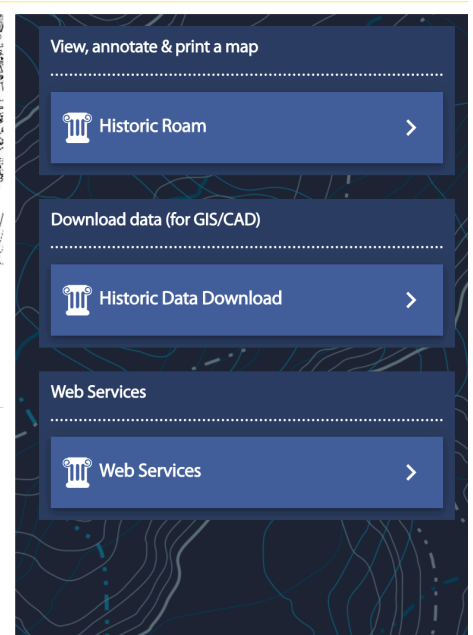 View, annotate & print a map
Historic Roam
Download data (for GIS/CAD)
Historic Data Download
Web Services
Web Services